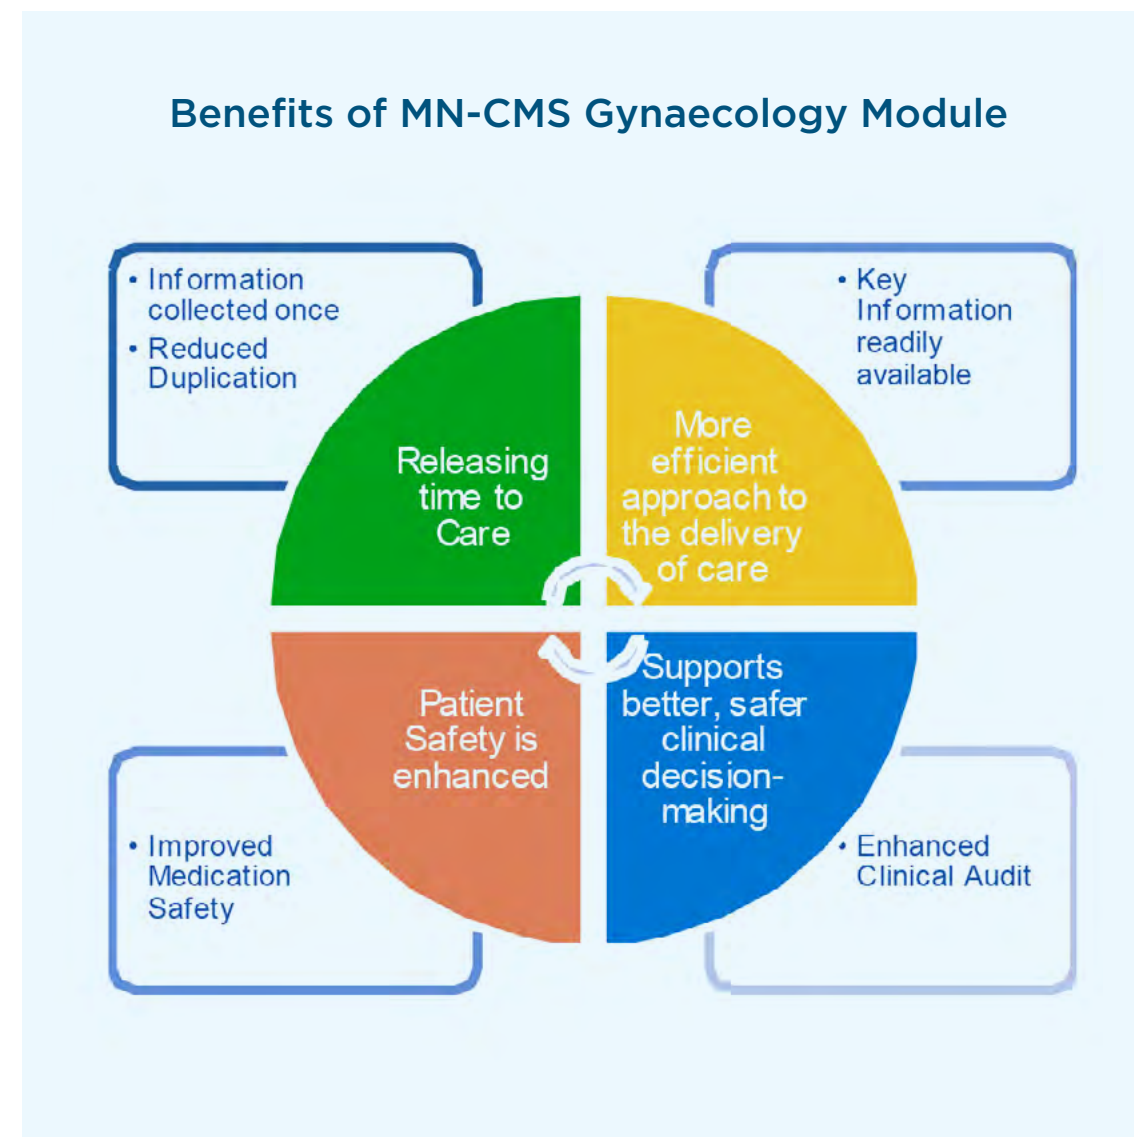 Benefits of MN-CMS Gynaecology Module
• Information
collected once
• Reduced
Duplication
• Key
Information
readily
available
Releasing
time to
Care
More
efficient
approach to
the delivery
of care
Patient
Safety is
enhanced
Supports
better, safer
clinical
decision-
making
• Improved
Medication
Safety
• Enhanced
Clinical Audit